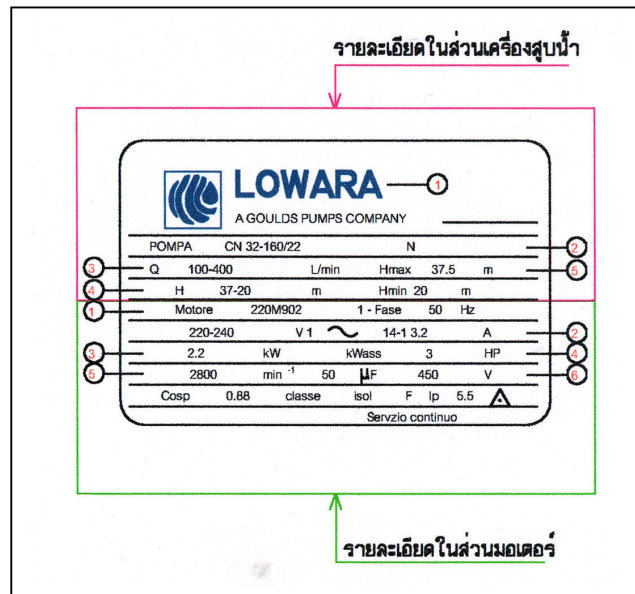 รายละเอียดในส่วนเครื่องสูบน้ำ
LOWARA 1
A GOULDS PUMPS COMPANY
POMPA CN 32-160/22 N 2
3 Q 100-400 L/min Hmax 37.5 m 5
4 H 37-20 m Hmin 20 m
1 Motore 220M902 1 - Fase 50 Hz
220-240 V 1 ~ 14-1 3.2 A 2
3 2.2 kW kWass 3 HP 4
5 2800 min -1 50 µF 450 V 6
Cosp 0.88 classe isol F Ip 5.5
Servzio continuo
รายละเอียดในส่วนมอเตอร์